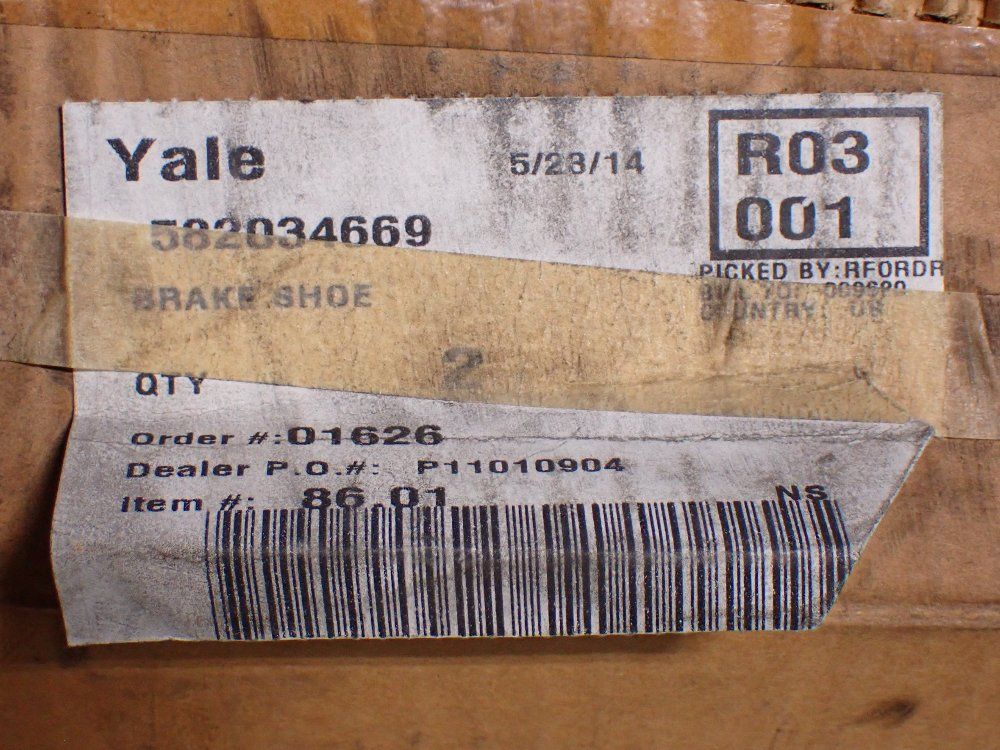 Yale
5/23/14
R03
001
582034669
PICKED BY:RFORDR
BRAKE SHOE
COUNTRY: US
QTY 2
Order #:01626
Dealer P.O.#: P11010904
Item #: 86.01
NS